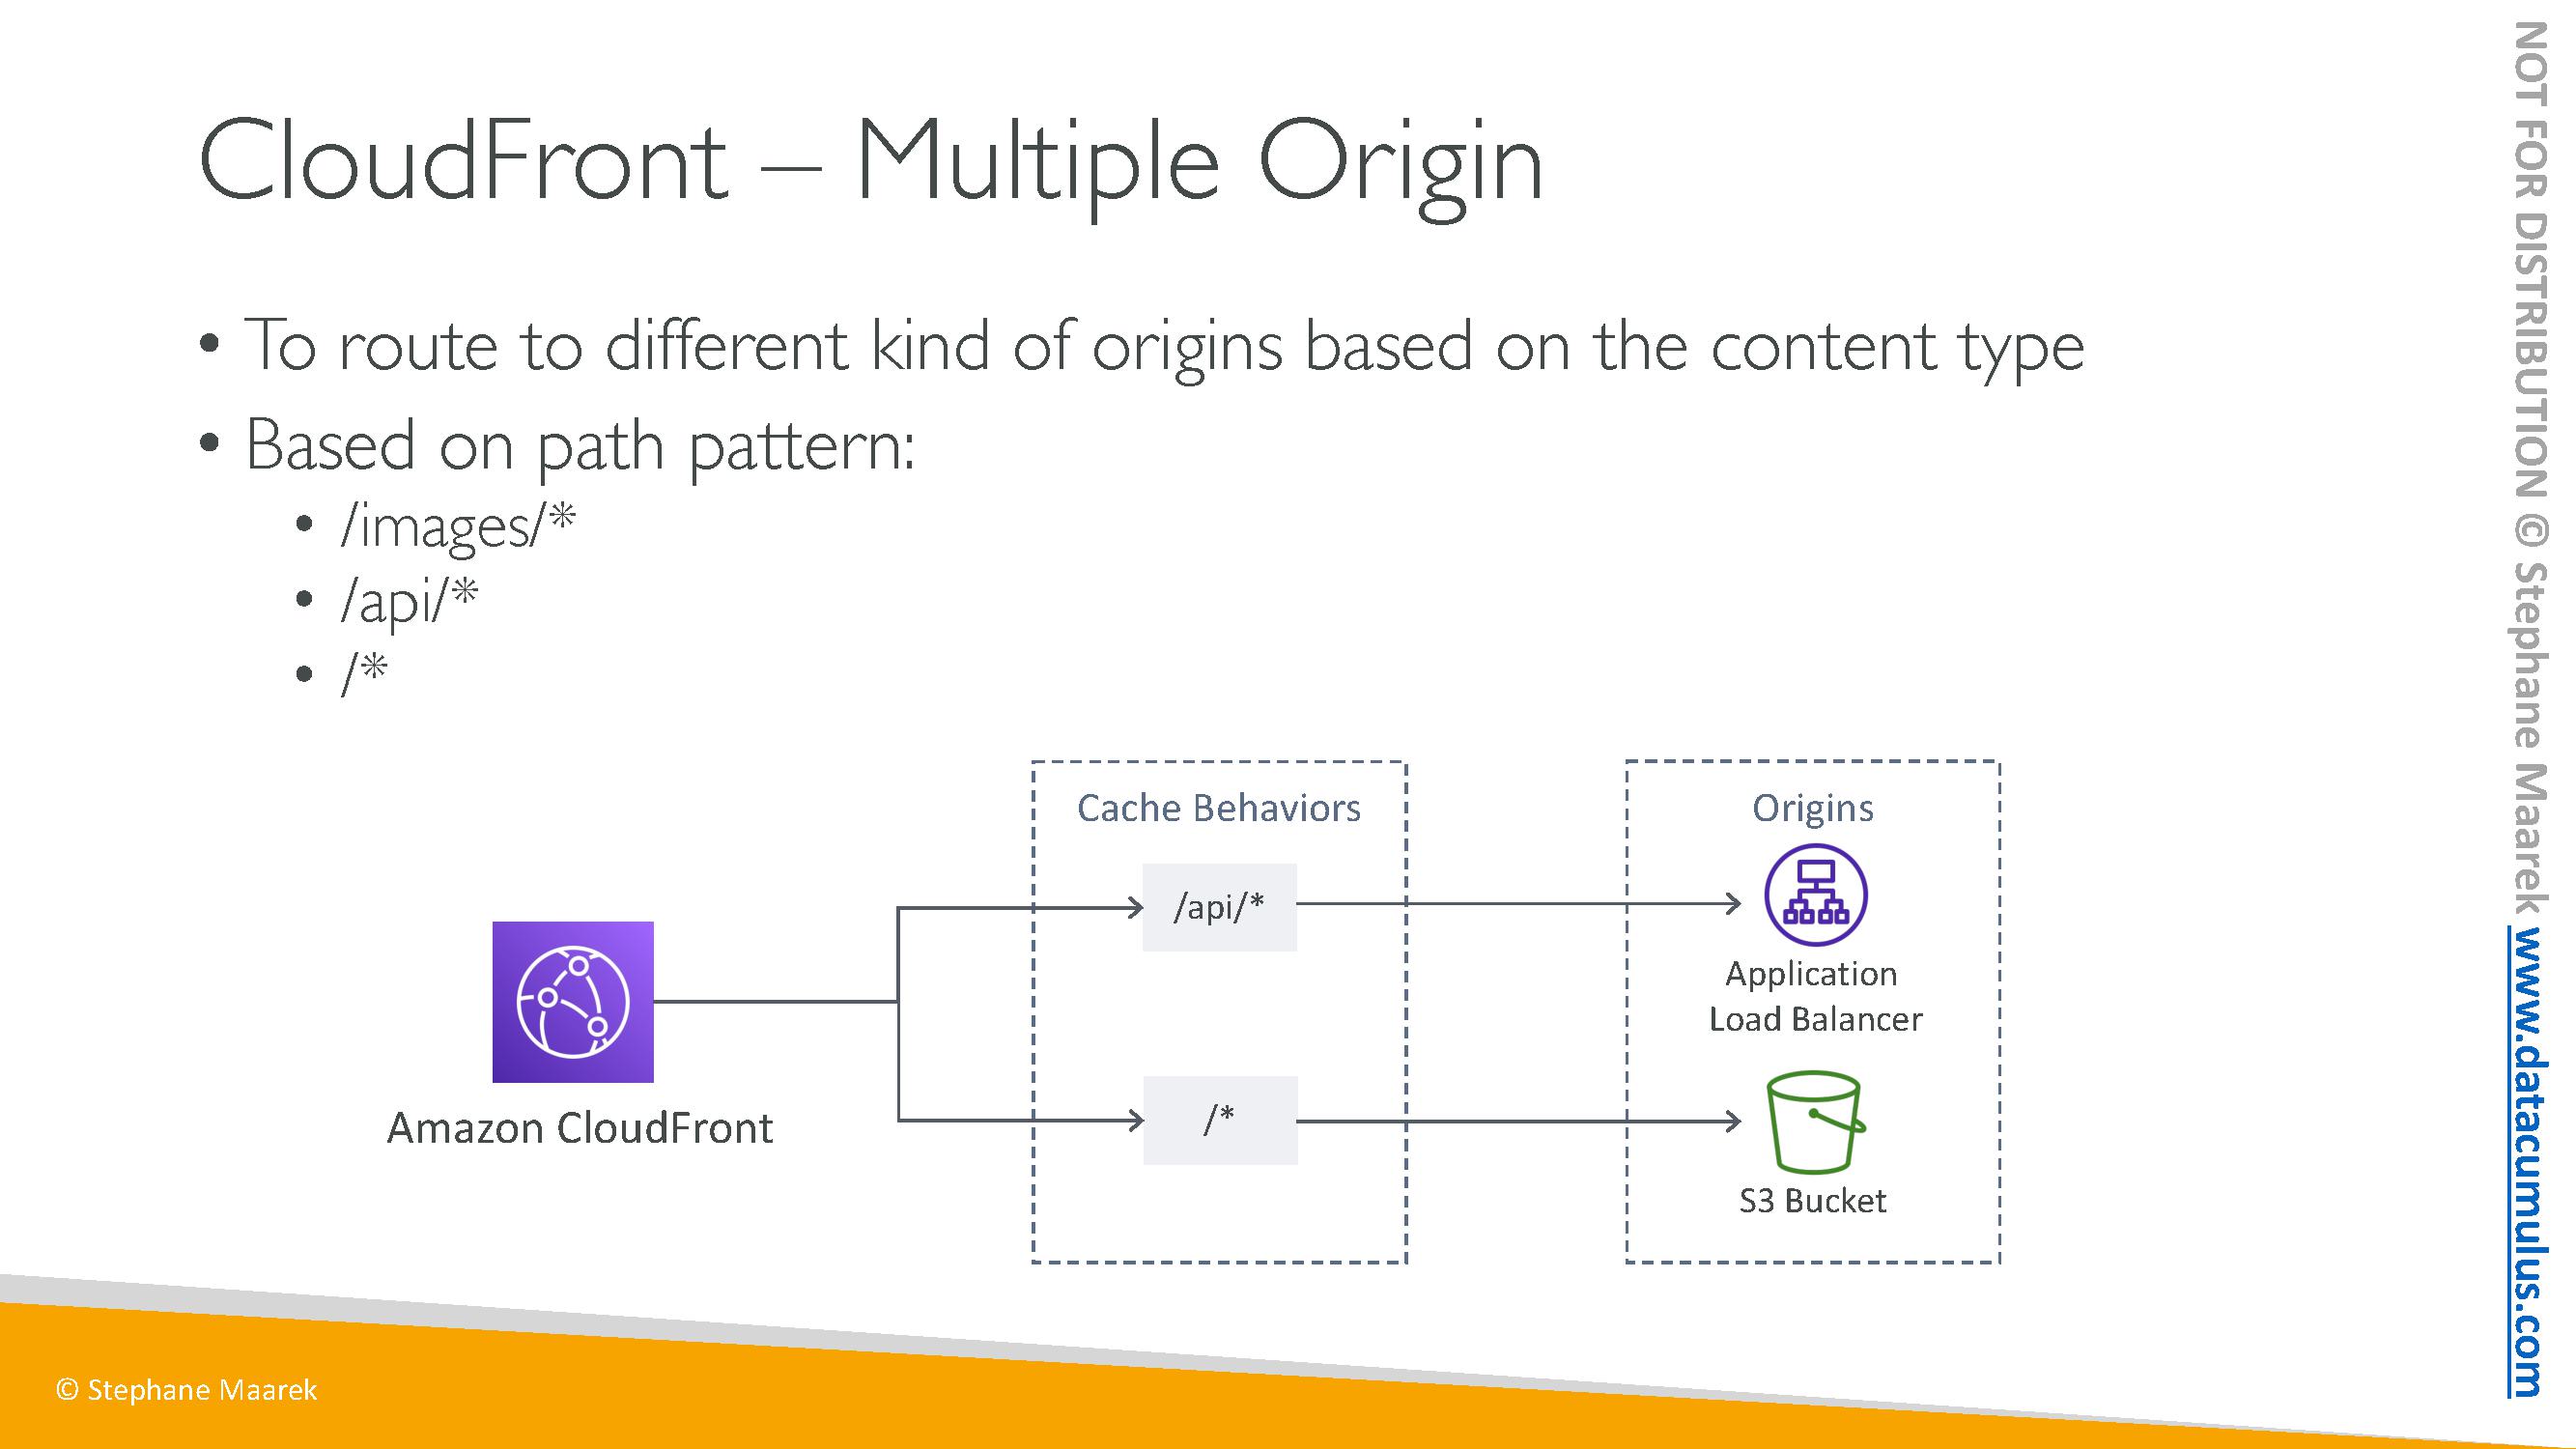 CloudFront – Multiple Origin
• To route to different kind of origins based on the content type
• Based on path pattern:
• /images/*
• /api/*
• /*
Cache Behaviors
/api/*
/*
Origins
Application
Load Balancer
S3 Bucket
Amazon CloudFront
© Stephane Maarek
NOT FOR DISTRIBUTION © Stephane Maarek www.datacumulus.com